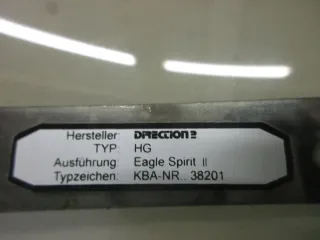 Hersteller: DIRECTION 2
TYP: HG
Ausführung: Eagle Spirit II
Typzeichen: KBA-NR.: 38201